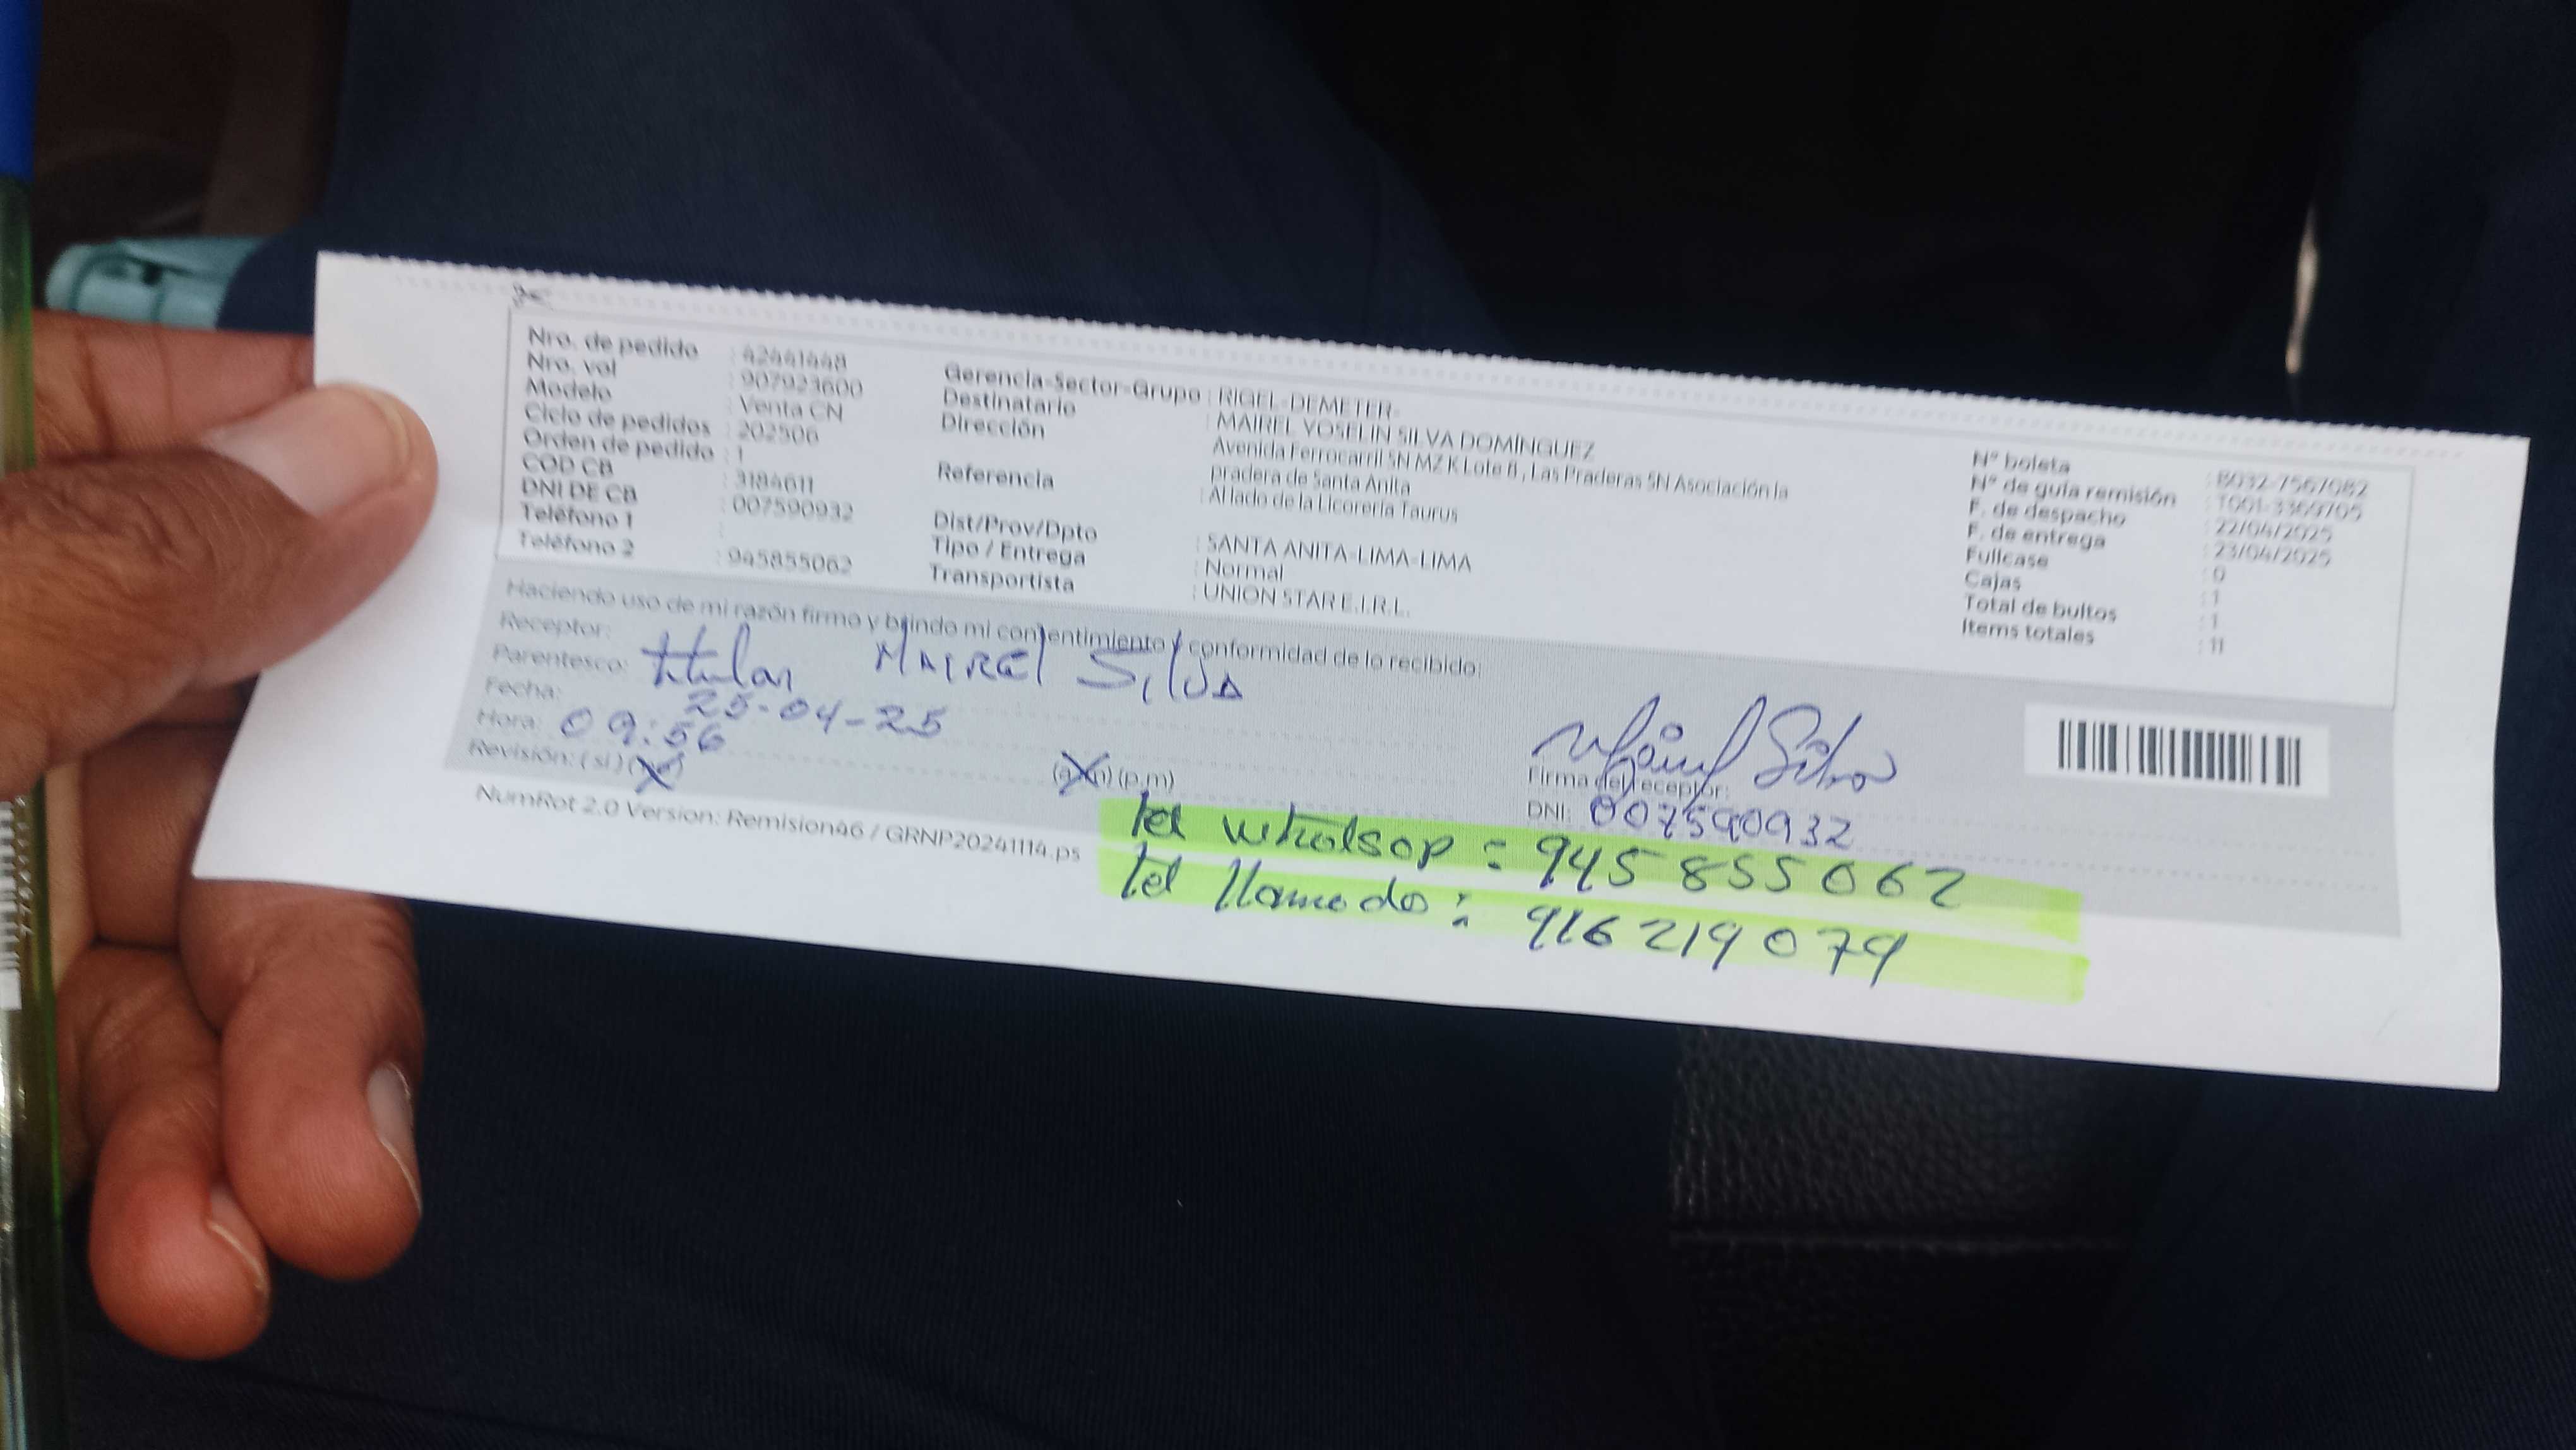 Nro. de pedido : 42441448
Nro. vol : 907923600
Modelo : Venta CN
Ciclo de pedidos : 202506
Orden de pedido : 1
COD CB : 3184611
DNI DE CB : 007590932
Teléfono 1 :
Teléfono 2 : 945855062
Gerencia-Sector-Grupo : RIGEL-DEMETER-
Destinatario : MAIREL YOSELIN SILVA DOMÍNGUEZ
Dirección : Avenida Ferrocarril SN MZ K Lote 8 , Las Praderas SN Asociación la
pradera de Santa Anita
Referencia : Al lado de la Licorería Taurus
Dist/Prov/Dpto : SANTA ANITA-LIMA-LIMA
Tipo / Entrega : Normal
Transportista : UNION STAR E.I.R.L.
N° boleta : B032-7567082
N° de guía remisión : T001-3369705
F. de despacho : 22/04/2025
F. de entrega : 23/04/2025
Fullcase : 0
Cajas : 1
Total de bultos : 1
Items totales : 11
Haciendo uso de mi razón firmo y brindo mi consentimiento y conformidad de lo recibido:
Receptor: MAIREL SILVA
Parentesco: titular
Fecha: 25-04-25
Hora: 09:56 (a.m) (p.m)
Revisión: ( si )
Firma del receptor:
DNI: 007590932
NumRot 2.0 Version: Remision46 / GRNP20241114.ps
tel whatsop : 945855062
tel llamado : 916219079